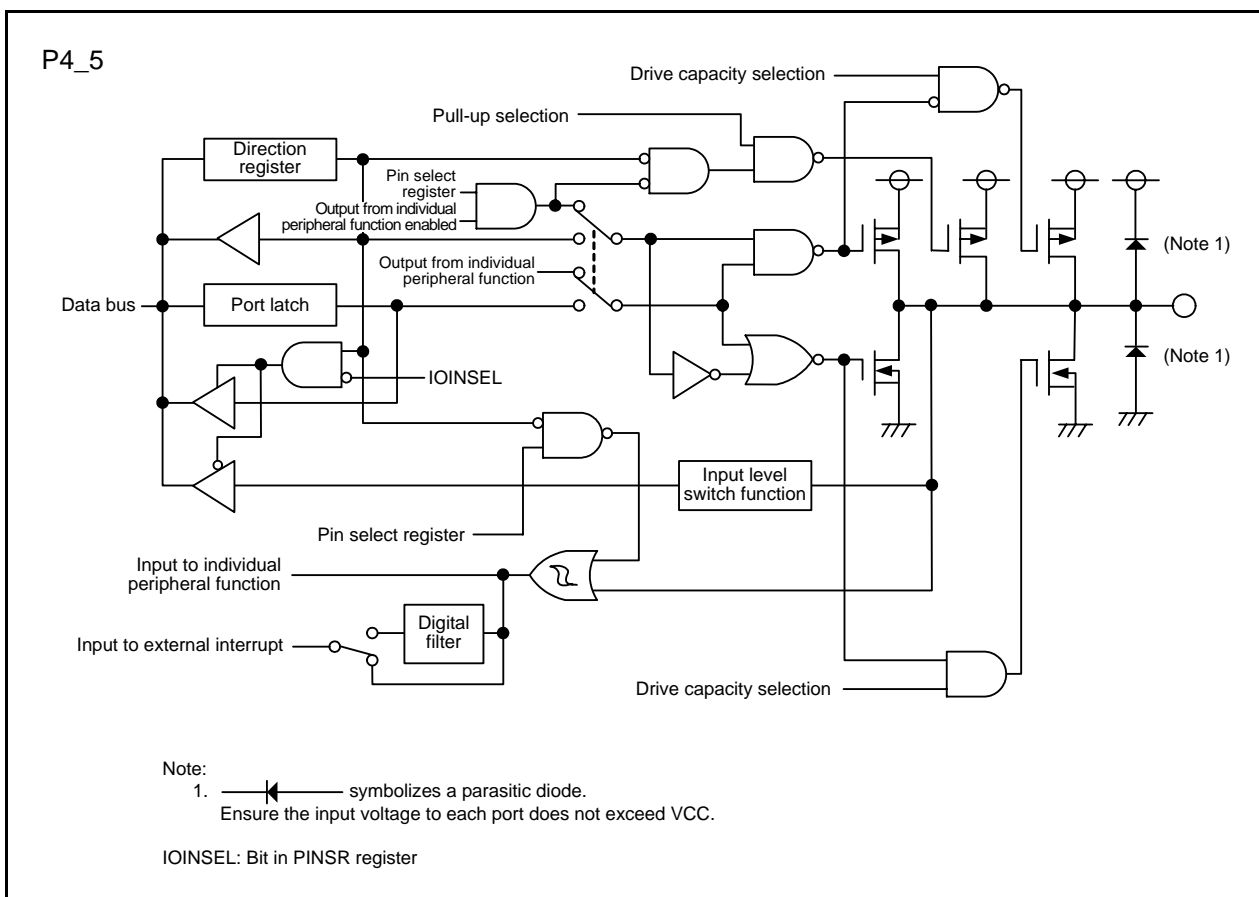 P4_5
Drive capacity selection
Pull-up selection
Direction
register
Pin select
register
Output from individual
peripheral function enabled
(Note 1)
Output from individual
peripheral function
Data bus
Port latch
(Note 1)
IOINSEL
Input level
switch function
Pin select register
Input to individual
peripheral function
Digital
filter
Input to external interrupt
Drive capacity selection
Note:
1. symbolizes a parasitic diode.
Ensure the input voltage to each port does not exceed VCC.
IOINSEL: Bit in PINSR register